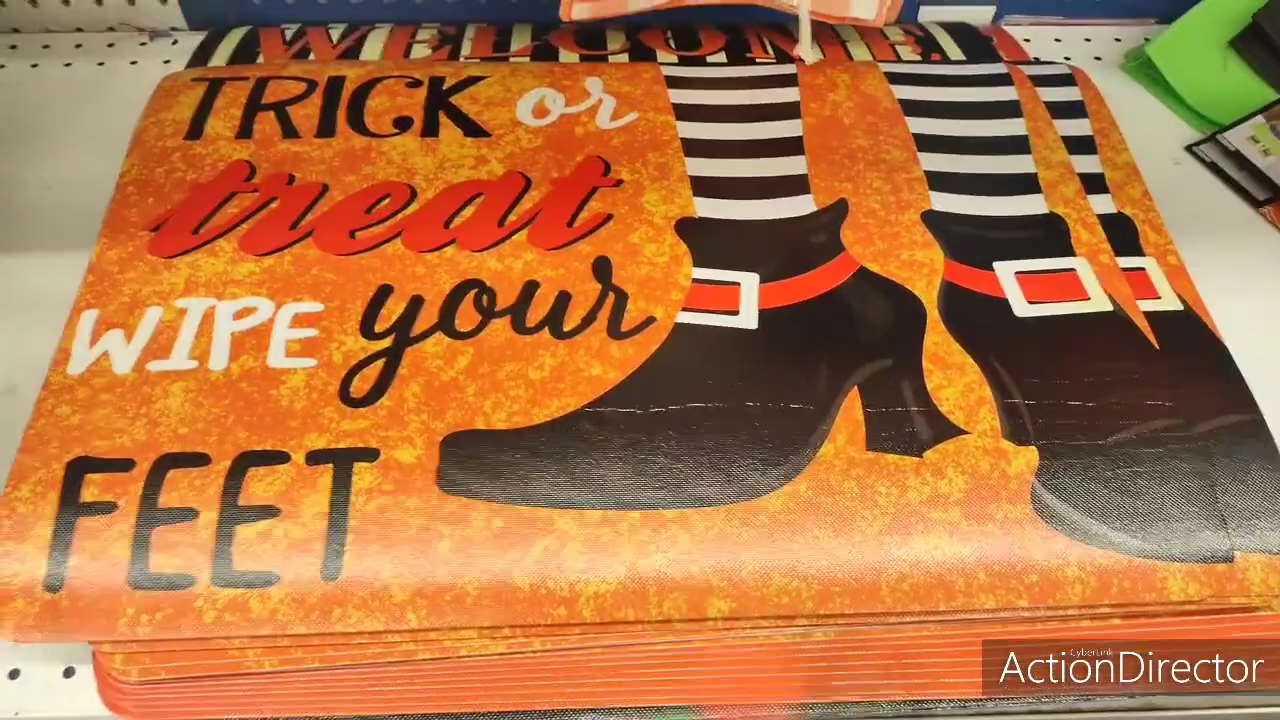 WELCOME!
TRICK or
treat
WIPE your
FEET
CyberLink
ActionDirector